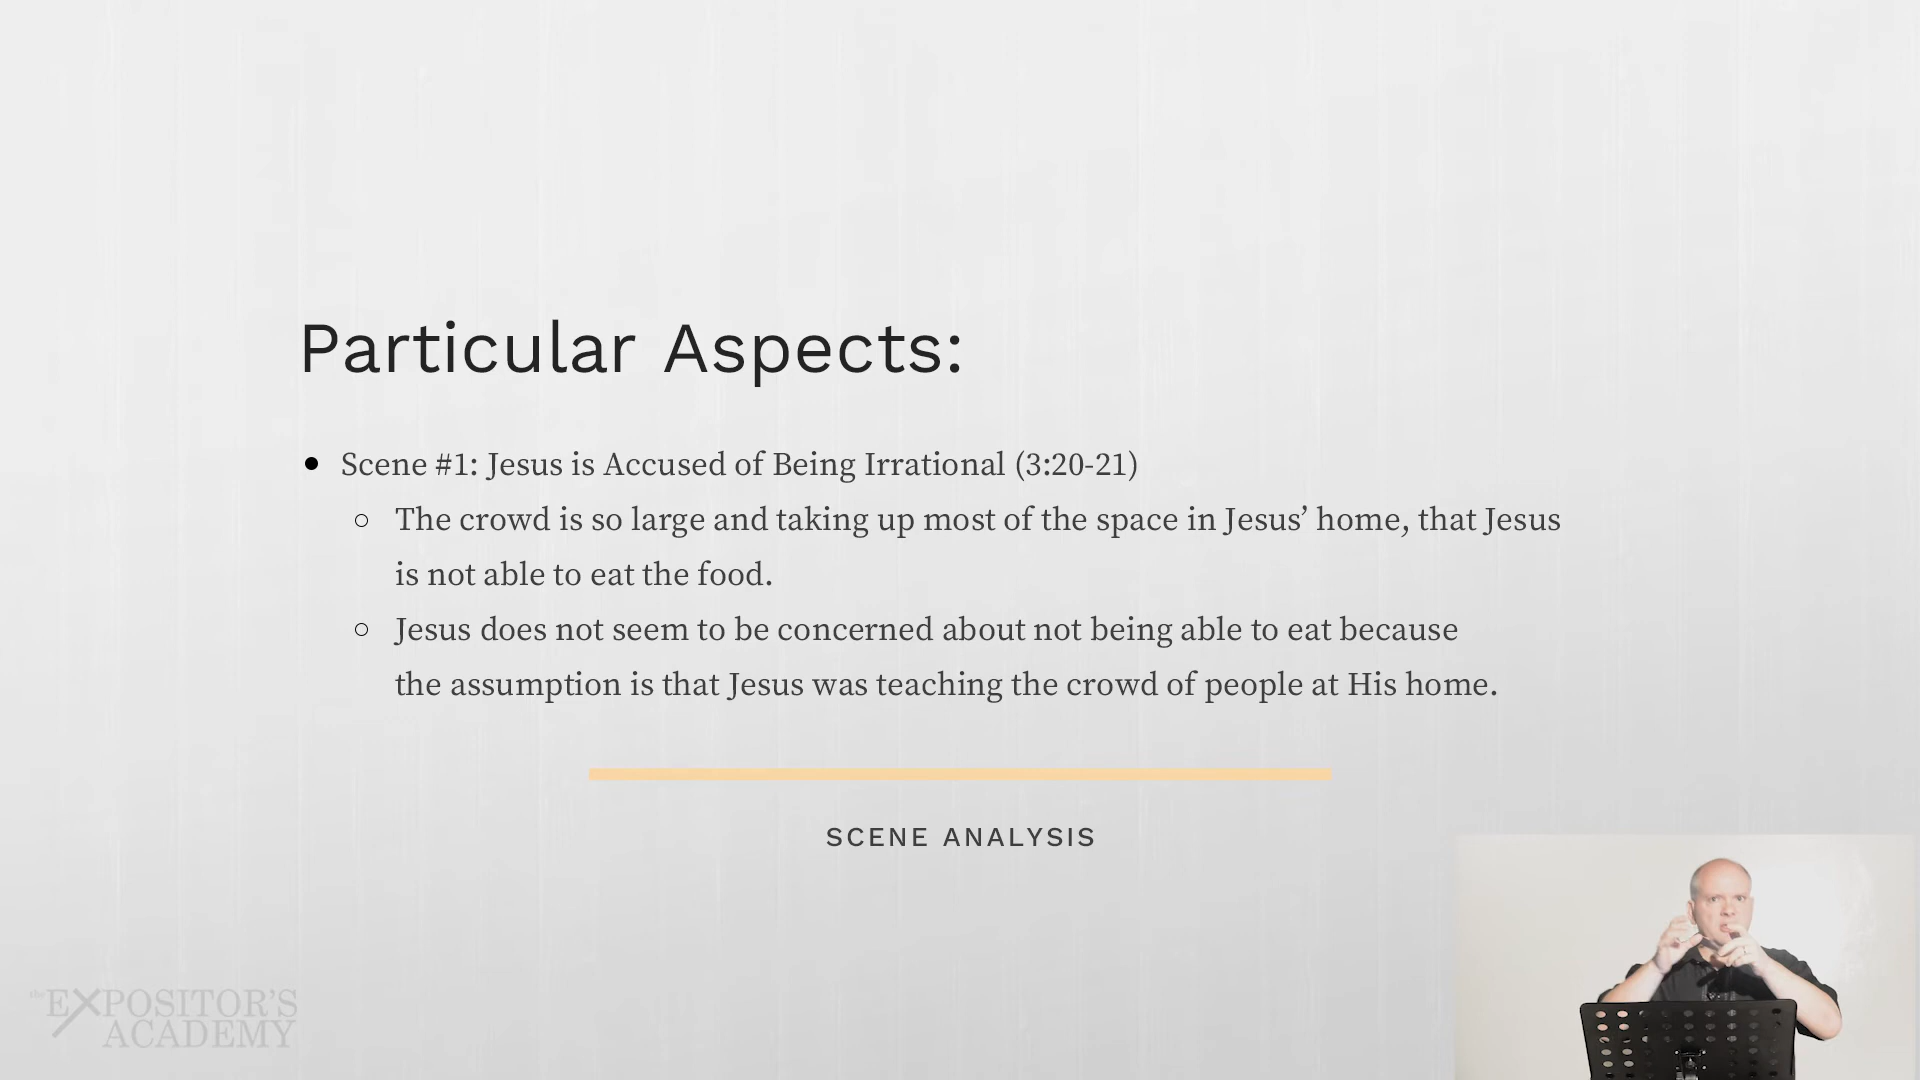 Particular Aspects:
• Scene #1: Jesus is Accused of Being Irrational (3:20-21)
○ The crowd is so large and taking up most of the space in Jesus’ home, that Jesus
is not able to eat the food.
○ Jesus does not seem to be concerned about not being able to eat because
the assumption is that Jesus was teaching the crowd of people at His home.
SCENE ANALYSIS
the EXPOSITOR'S
ACADEMY